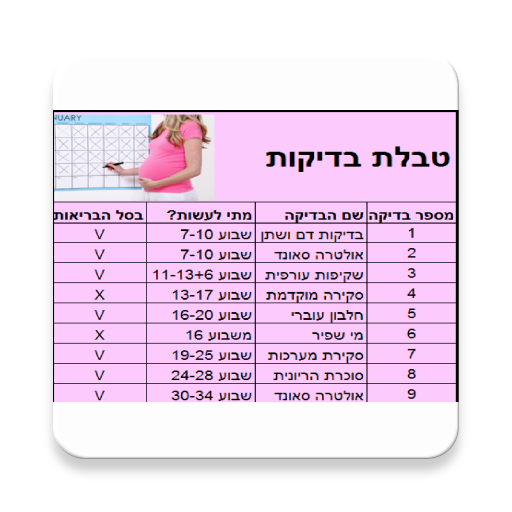 NUARY
טבלת בדיקות
מספר בדיקה שם הבדיקה מתי לעשות? בסל הבריאות
1 בדיקות דם ושתן שבוע 7-10 V
2 אולטרה סאונד שבוע 7-10 V
3 שקיפות עורפית שבוע 11-13+6 V
4 סקירה מוקדמת שבוע 13-17 X
5 חלבון עוברי שבוע 16-20 V
6 מי שפיר משבוע 16 X
7 סקירת מערכות שבוע 19-25 V
8 סוכרת הריונית שבוע 24-28 V
9 אולטרה סאונד שבוע 30-34 V